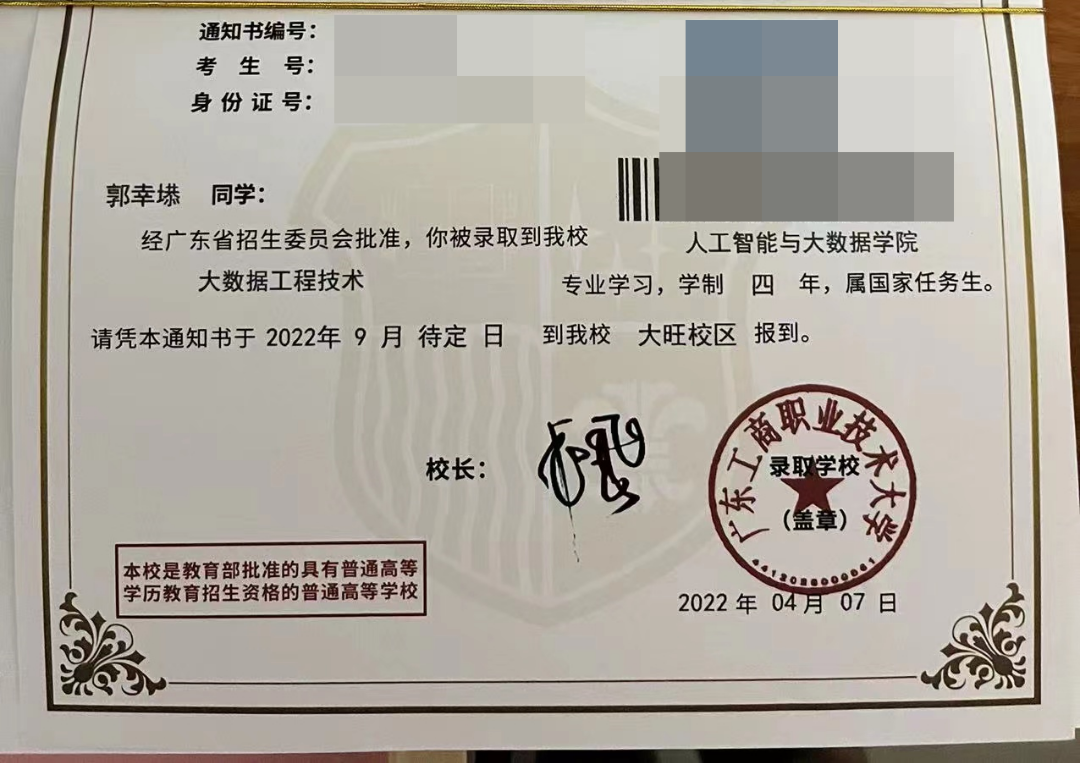 通知书编号：
考 生 号：
身 份 证 号：
郭幸塨 同学：
经广东省招生委员会批准，你被录取到我校 人工智能与大数据学院
大数据工程技术 专业学习，学制 四 年，属国家任务生。
请凭本通知书于 2022年 9 月 待定 日 到我校 大旺校区 报到。
校长：
广东工商职业技术大学
录取学校
（盖章）
4412026000061
本校是教育部批准的具有普通高等
学历教育招生资格的普通高等学校
2022 年 04 月 07 日